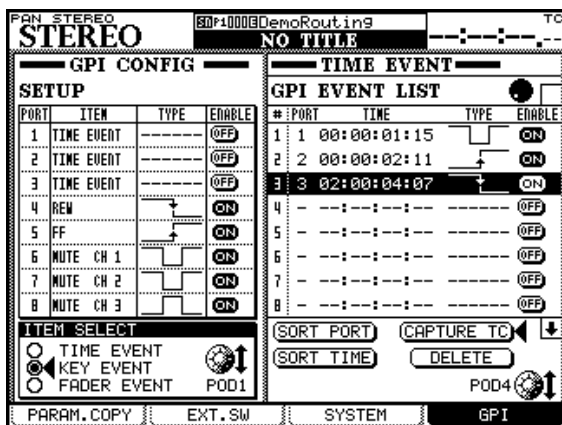 PAN STEREO
STEREO
DemoRouting
NO TITLE
TC
--:--:--.--
GPI CONFIG
SETUP
PORT ITEM TYPE ENABLE
1 TIME EVENT ------ OFF
2 TIME EVENT ------ OFF
3 TIME EVENT ------ OFF
4 REW ON
5 FF ON
6 MUTE CH 1 ON
7 MUTE CH 2 ON
8 MUTE CH 3 ON
ITEM SELECT
TIME EVENT
KEY EVENT
FADER EVENT
POD1
TIME EVENT
GPI EVENT LIST
# PORT TIME TYPE ENABLE
1 1 00:00:01:15 ON
2 2 00:00:02:11 ON
3 3 02:00:04:07 ON
4 - --:--:--:-- ------ OFF
5 - --:--:--:-- ------ OFF
6 - --:--:--:-- ------ OFF
7 - --:--:--:-- ------ OFF
8 - --:--:--:-- ------ OFF
SORT PORT CAPTURE TC
SORT TIME DELETE
POD4
PARAM.COPY EXT.SW SYSTEM GPI